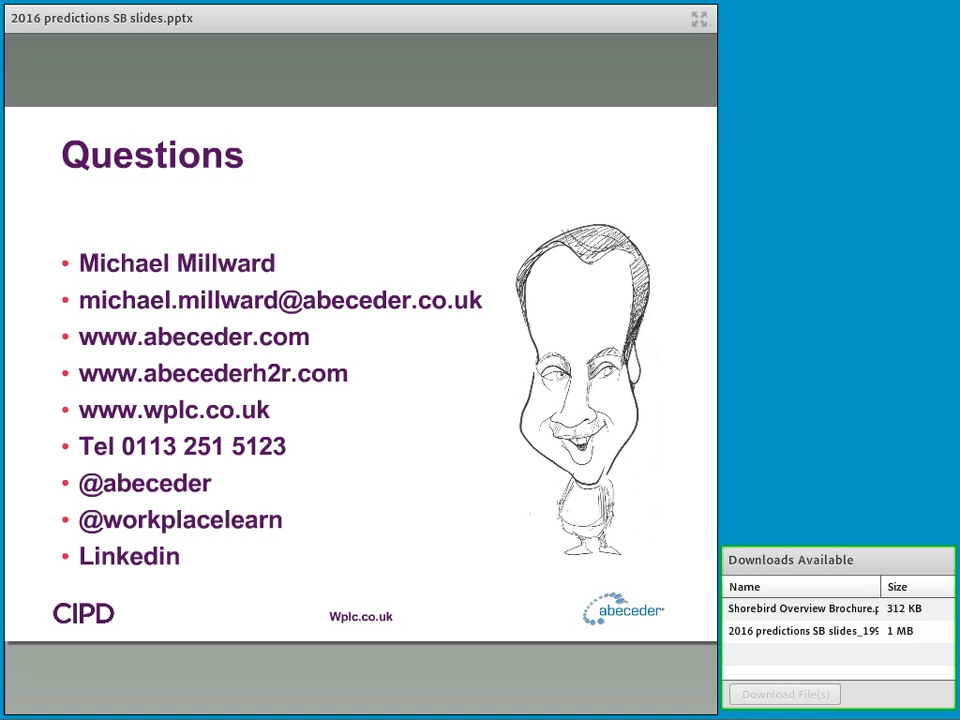 2016 predictions SB slides.pptx
Questions
• Michael Millward
• michael.millward@abeceder.co.uk
• www.abeceder.com
• www.abecederh2r.com
• www.wplc.co.uk
• Tel 0113 251 5123
• @abeceder
• @workplacelearn
• Linkedin
CIPD
Wplc.co.uk
abeceder
Downloads Available
Name Size
Shorebird Overview Brochure.p 312 KB
2016 predictions SB slides_199 1 MB
Download File(s)